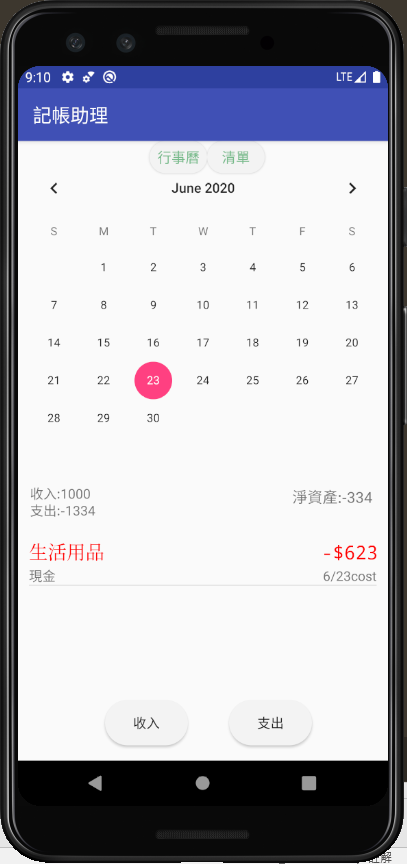 9:10 LTE
記帳助理
行事曆 清單
June 2020
S M T W T F S
1 2 3 4 5 6
7 8 9 10 11 12 13
14 15 16 17 18 19 20
21 22 23 24 25 26 27
28 29 30
收入:1000 淨資產:-334
支出:-1334
生活用品 -$623
現金 6/23cost
收入 支出